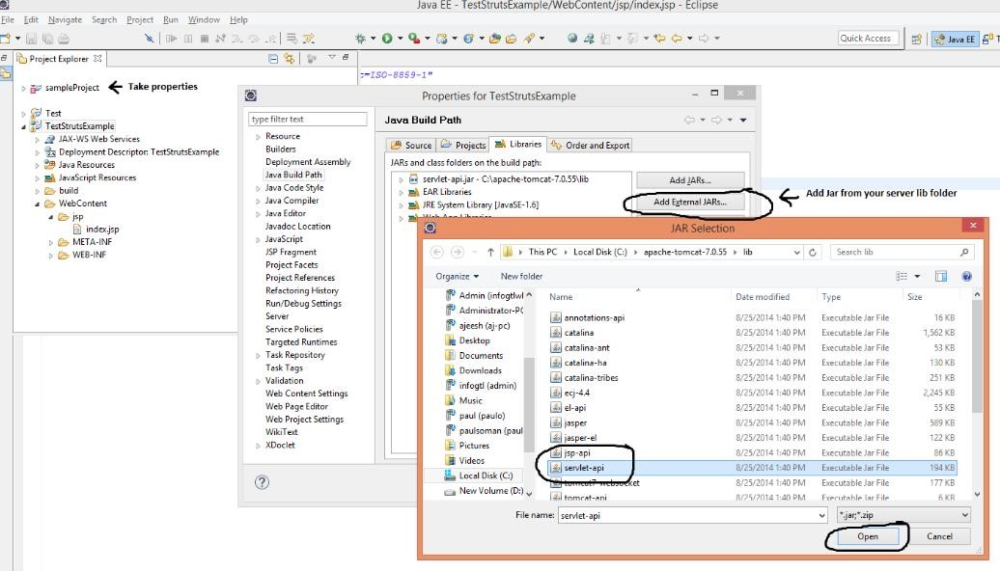 Java EE - TestStrutsExample/WebContent/jsp/index.jsp - Eclipse
File Edit Navigate Search Project Run Window Help
Quick Access
Java EE
Project Explorer
=ISO-8859-1"
sampleProject
Take properties
Test
TestStrutsExample
JAX-WS Web Services
Deployment Descriptor: TestStrutsExample
Java Resources
JavaScript Resources
build
WebContent
jsp
index.jsp
META-INF
WEB-INF
Properties for TestStrutsExample
type filter text
Resource
Builders
Deployment Assembly
Java Build Path
Java Code Style
Java Compiler
Java Editor
Javadoc Location
JavaScript
JSP Fragment
Project Facets
Project References
Refactoring History
Run/Debug Settings
Server
Service Policies
Targeted Runtimes
Task Repository
Task Tags
Validation
Web Content Settings
Web Page Editor
Web Project Settings
WikiText
XDoclet
Java Build Path
Source Projects Libraries Order and Export
JARs and class folders on the build path:
servlet-api.jar - C:\apache-tomcat-7.0.55\lib
EAR Libraries
JRE System Library [JavaSE-1.6]
Web App Libraries
Add JARs...
Add External JARs...
Add Jar from your server lib folder
JAR Selection
This PC Local Disk (C:) apache-tomcat-7.0.55 lib
Search lib
Organize New folder
Admin (infogtlwl
Administrator-PC
ajeesh (aj-pc)
Desktop
Documents
Downloads
infogtl (admin)
Music
paul (paulo)
paulsoman (paul
Pictures
Videos
Local Disk (C:)
New Volume (D:)
Name Date modified Type Size
annotations-api 8/25/2014 1:40 PM Executable Jar File 16 KB
catalina 8/25/2014 1:40 PM Executable Jar File 1,562 KB
catalina-ant 8/25/2014 1:40 PM Executable Jar File 53 KB
catalina-ha 8/25/2014 1:40 PM Executable Jar File 130 KB
catalina-tribes 8/25/2014 1:40 PM Executable Jar File 251 KB
ecj-4.4 8/25/2014 1:40 PM Executable Jar File 2,245 KB
el-api 8/25/2014 1:40 PM Executable Jar File 55 KB
jasper 8/25/2014 1:40 PM Executable Jar File 589 KB
jasper-el 8/25/2014 1:40 PM Executable Jar File 122 KB
jsp-api 8/25/2014 1:40 PM Executable Jar File 86 KB
servlet-api 8/25/2014 1:40 PM Executable Jar File 194 KB
tomcat7-websocket 8/25/2014 1:40 PM Executable Jar File 177 KB
tomcat-api 8/25/2014 1:40 PM Executable Jar File 6 KB
File name: servlet-api *.jar;*.zip
Open Cancel